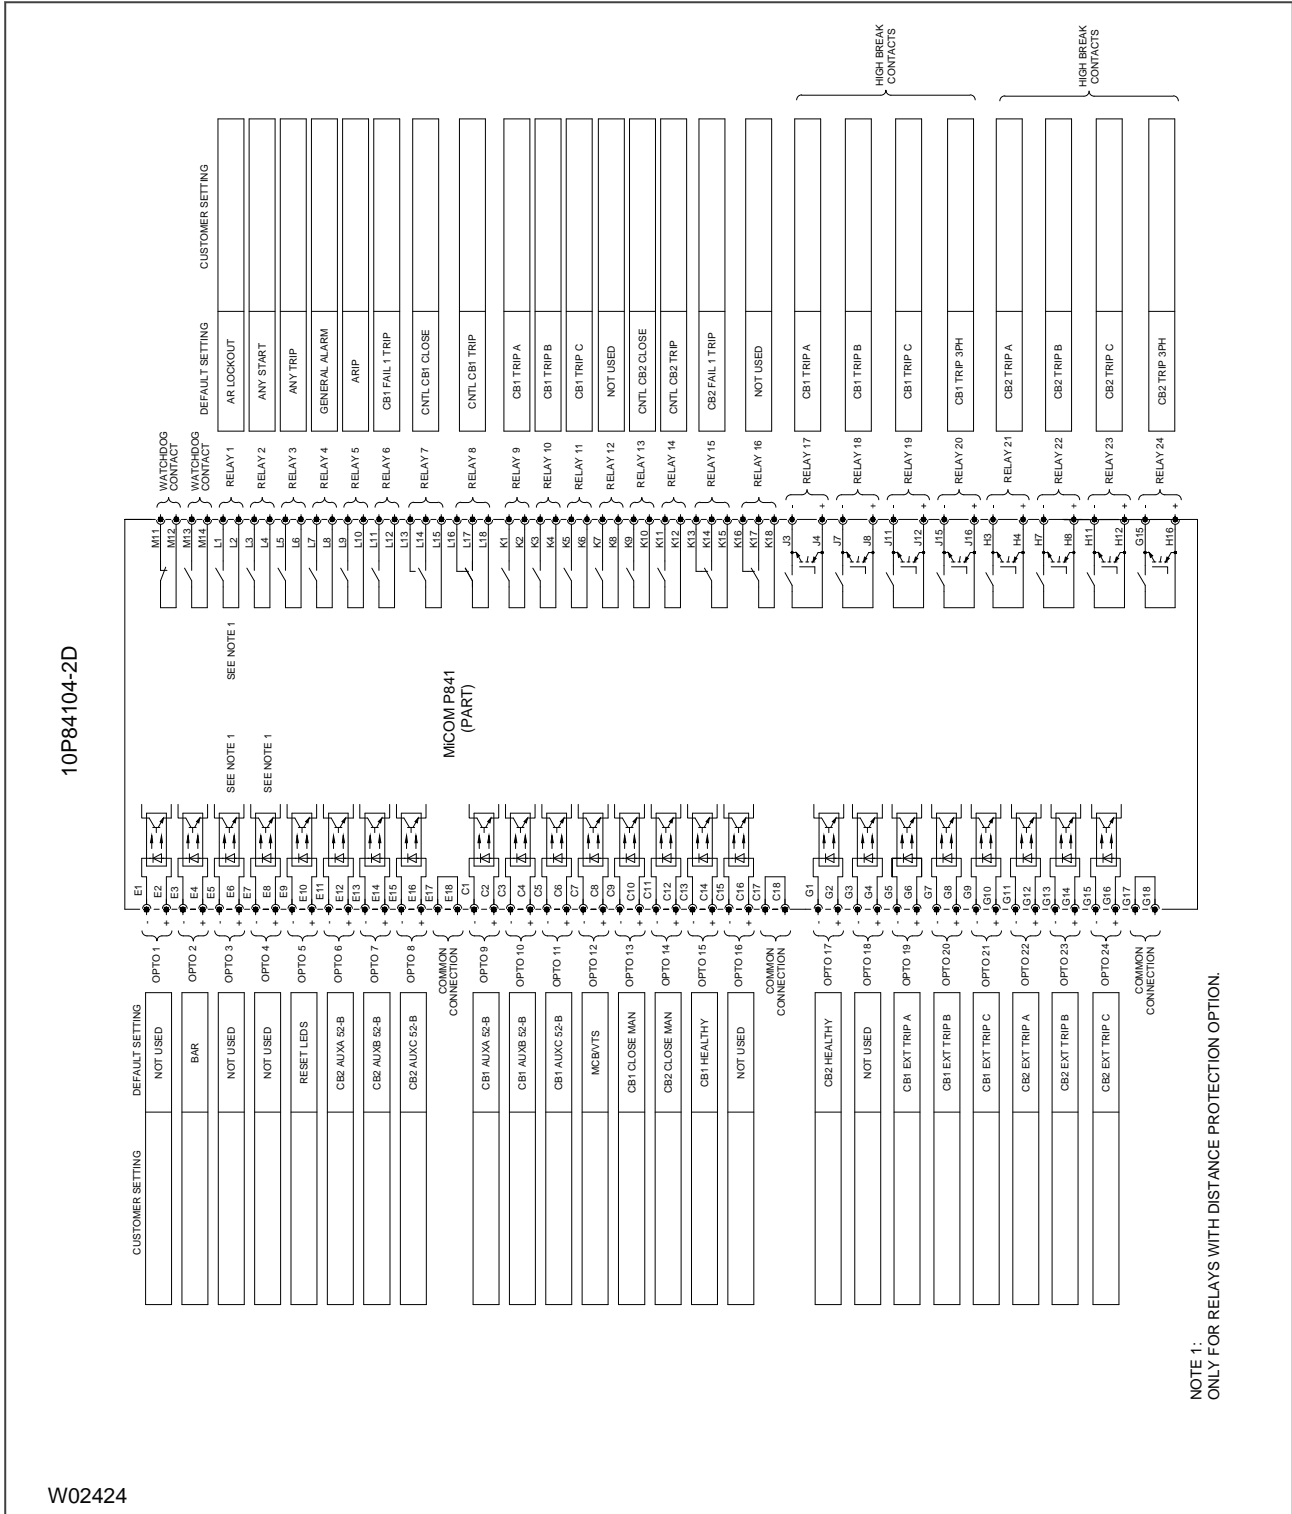 10P84104-2D
MiCOM P841
(PART)
SEE NOTE 1
SEE NOTE 1
SEE NOTE 1
CUSTOMER SETTING
DEFAULT SETTING
NOT USED
OPTO 1
- E1
+ E2
BAR
OPTO 2
- E3
+ E4
NOT USED
OPTO 3
- E5
+ E6
NOT USED
OPTO 4
- E7
+ E8
RESET LEDS
OPTO 5
- E9
+ E10
CB2 AUXA 52-B
OPTO 6
- E11
+ E12
CB2 AUXB 52-B
OPTO 7
- E13
+ E14
CB2 AUXC 52-B
OPTO 8
- E15
+ E16
COMMON
CONNECTION
E17
E18
CB1 AUXA 52-B
OPTO 9
- C1
+ C2
CB1 AUXB 52-B
OPTO 10
- C3
+ C4
CB1 AUXC 52-B
OPTO 11
- C5
+ C6
MCB/VTS
OPTO 12
- C7
+ C8
CB1 CLOSE MAN
OPTO 13
- C9
+ C10
CB2 CLOSE MAN
OPTO 14
- C11
+ C12
CB1 HEALTHY
OPTO 15
- C13
+ C14
NOT USED
OPTO 16
- C15
+ C16
COMMON
CONNECTION
C17
C18
CB2 HEALTHY
OPTO 17
- G1
+ G2
NOT USED
OPTO 18
- G3
+ G4
CB1 EXT TRIP A
OPTO 19
- G5
+ G6
CB1 EXT TRIP B
OPTO 20
- G7
+ G8
CB1 EXT TRIP C
OPTO 21
- G9
+ G10
CB2 EXT TRIP A
OPTO 22
- G11
+ G12
CB2 EXT TRIP B
OPTO 23
- G13
+ G14
CB2 EXT TRIP C
OPTO 24
- G15
+ G16
COMMON
CONNECTION
G17
G18
DEFAULT SETTING
CUSTOMER SETTING
M11
M12
WATCHDOG
CONTACT
M13
M14
WATCHDOG
CONTACT
L1
L2
RELAY 1
AR LOCKOUT
L3
L4
RELAY 2
ANY START
L5
L6
RELAY 3
ANY TRIP
L7
L8
RELAY 4
GENERAL ALARM
L9
L10
RELAY 5
ARIP
L11
L12
RELAY 6
CB1 FAIL 1 TRIP
L13
L14
L15
RELAY 7
CNTL CB1 CLOSE
L16
L17
L18
RELAY 8
CNTL CB1 TRIP
K1
K2
RELAY 9
CB1 TRIP A
K3
K4
RELAY 10
CB1 TRIP B
K5
K6
RELAY 11
CB1 TRIP C
K7
K8
RELAY 12
NOT USED
K9
K10
RELAY 13
CNTL CB2 CLOSE
K11
K12
RELAY 14
CNTL CB2 TRIP
K13
K14
K15
RELAY 15
CB2 FAIL 1 TRIP
K16
K17
K18
RELAY 16
NOT USED
J3 -
J4 +
RELAY 17
CB1 TRIP A
J7 -
J8 +
RELAY 18
CB1 TRIP B
J11 -
J12 +
RELAY 19
CB1 TRIP C
J15 -
J16 +
RELAY 20
CB1 TRIP 3PH
HIGH BREAK
CONTACTS
H3 -
H4 +
RELAY 21
CB2 TRIP A
H7 -
H8 +
RELAY 22
CB2 TRIP B
H11 -
H12 +
RELAY 23
CB2 TRIP C
G15 -
H16 +
RELAY 24
CB2 TRIP 3PH
HIGH BREAK
CONTACTS
NOTE 1:
ONLY FOR RELAYS WITH DISTANCE PROTECTION OPTION.
W02424